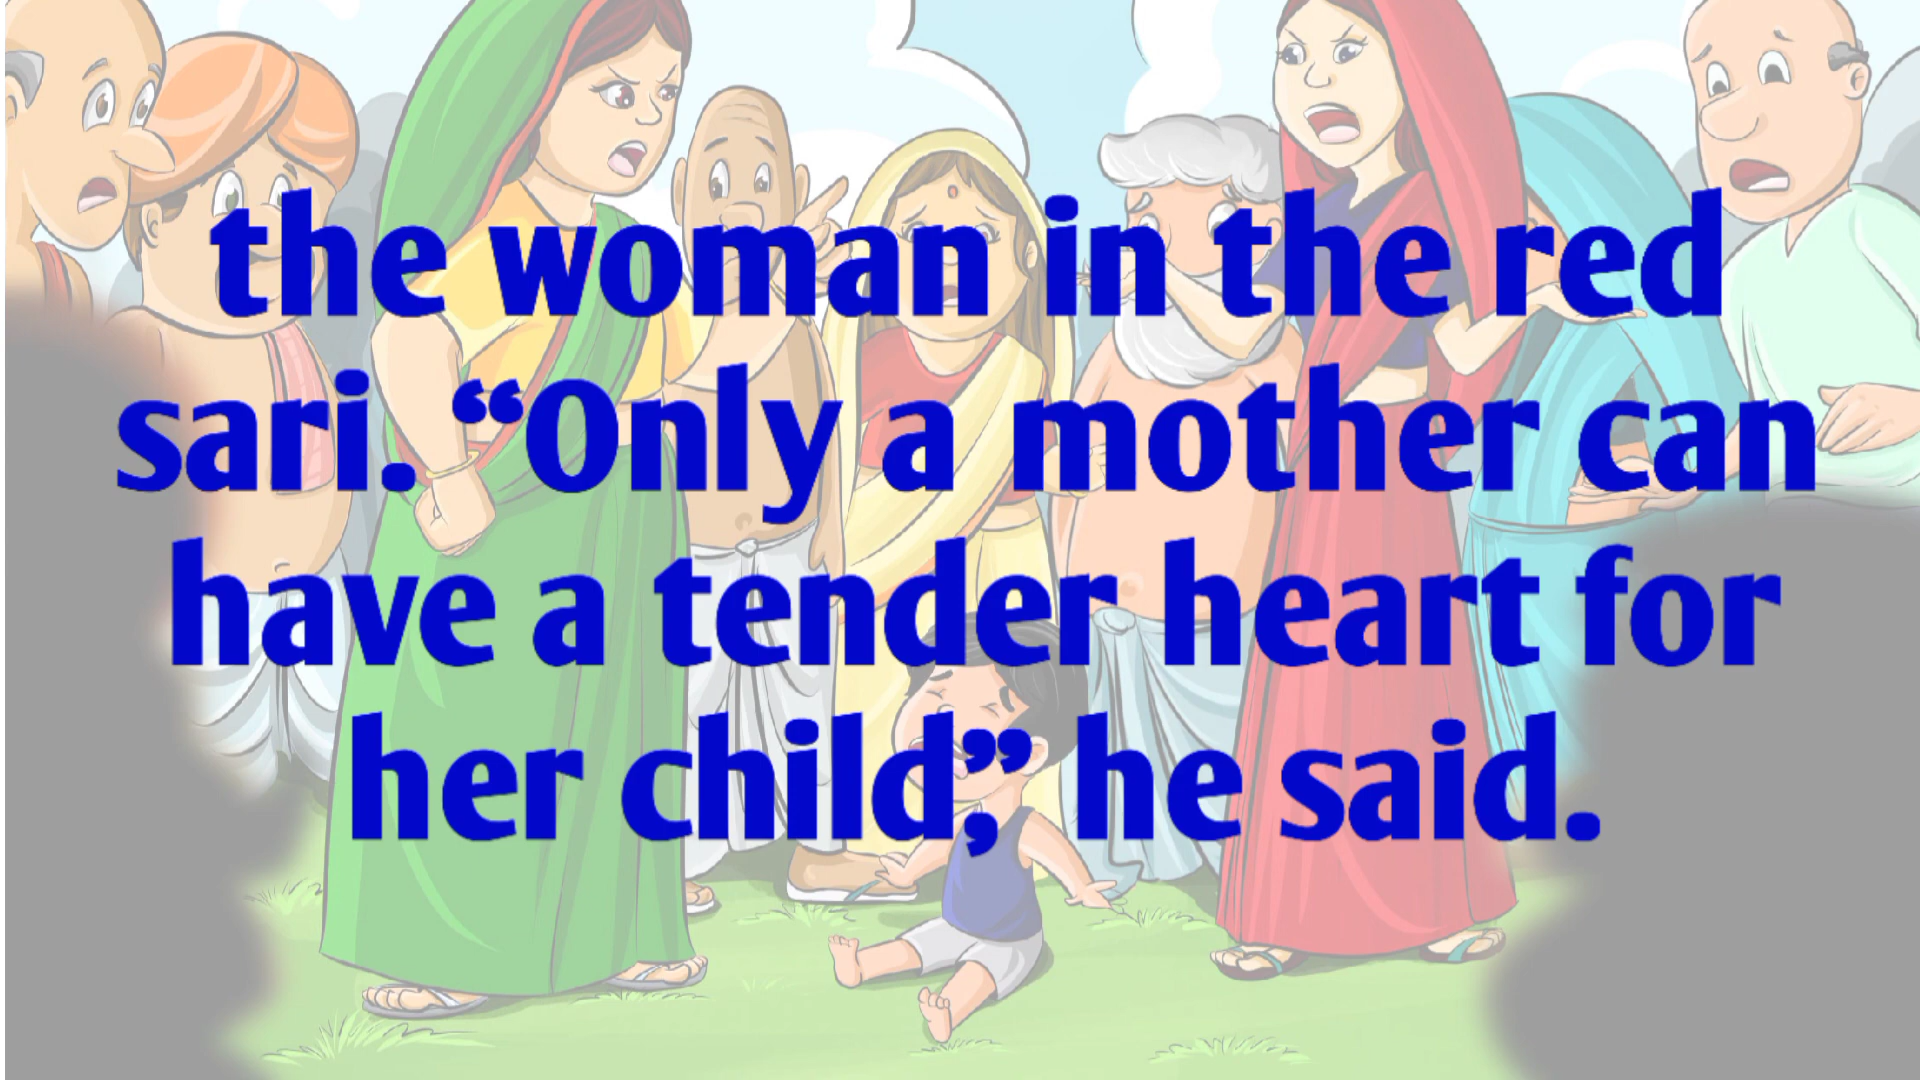 the woman in the red
sari. “Only a mother can
have a tender heart for
her child,” he said.